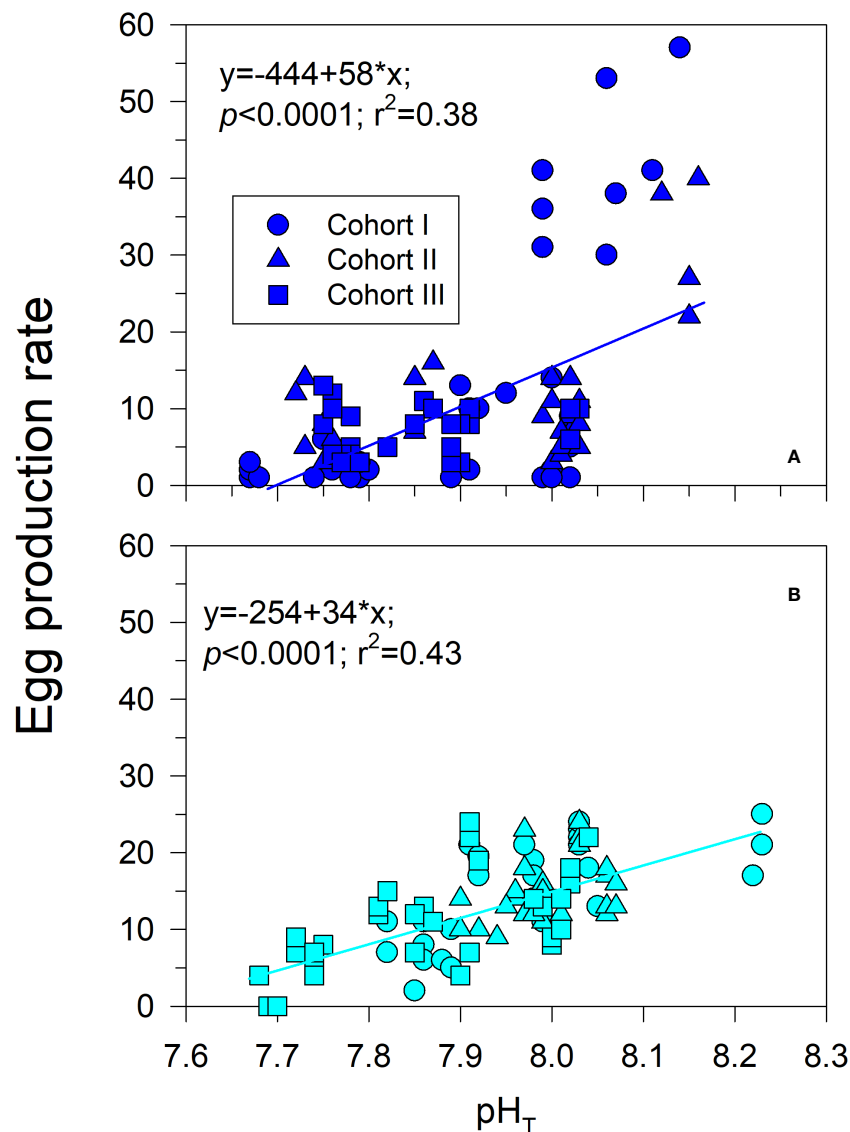 60
y=-444+58*x;
50
p<0.0001; r²=0.38
40
Cohort I
30
Cohort II
Cohort III
20
10
A
0
Egg production rate
60
B
y=-254+34*x;
50
p<0.0001; r²=0.43
40
30
20
10
0
7.6 7.7 7.8 7.9 8.0 8.1 8.2 8.3
pH_T